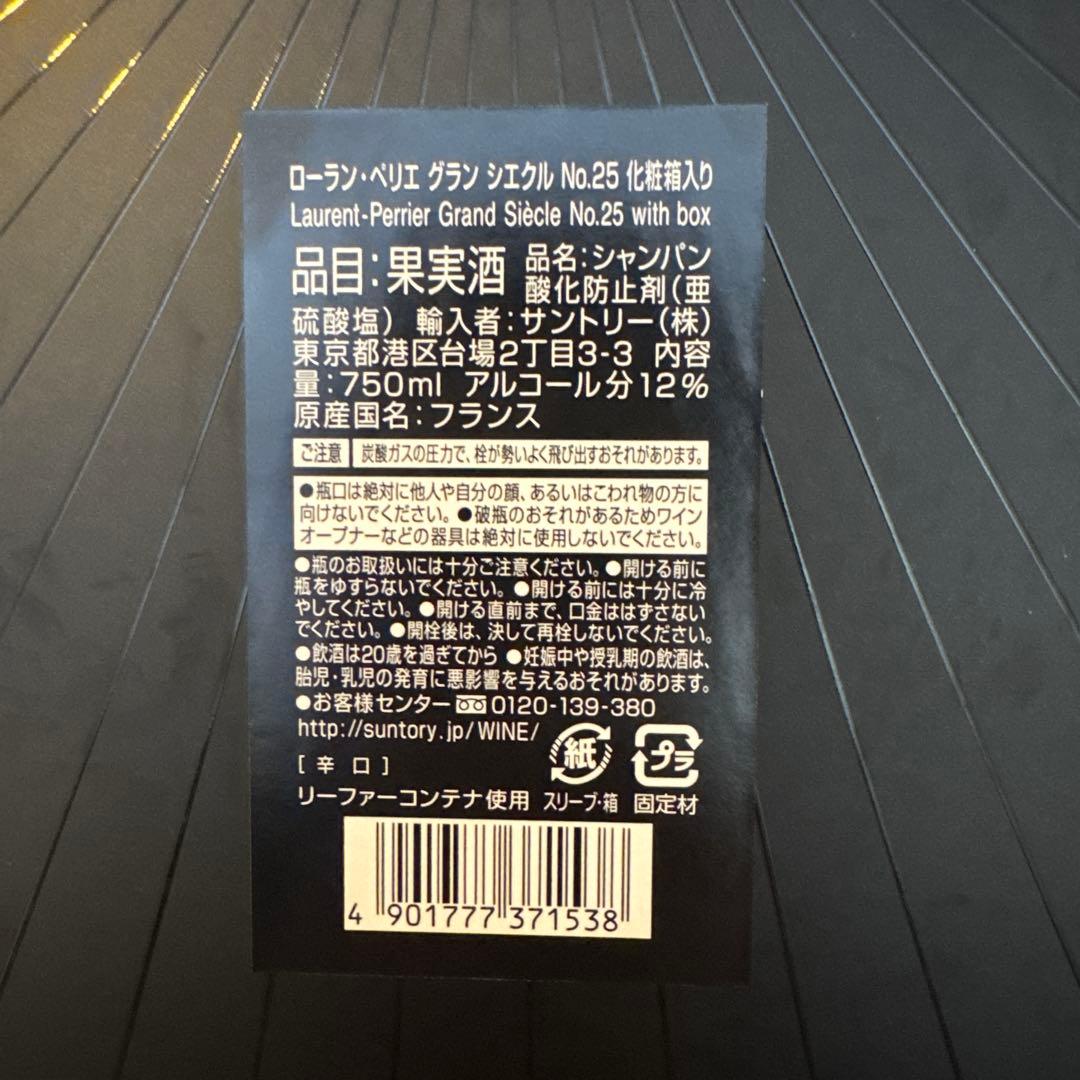 ローラン・ペリエ グラン シエクル No.25 化粧箱入り
Laurent-Perrier Grand Siècle No.25 with box
品目:果実酒 品名:シャンパン
酸化防止剤(亜
硫酸塩) 輸入者:サントリー(株)
東京都港区台場2丁目3-3 内容
量:750ml アルコール分12%
原産国名:フランス
ご注意 炭酸ガスの圧力で、栓が勢いよく飛び出すおそれがあります。
●瓶口は絶対に他人や自分の顔、あるいはこわれ物の方に
向けないでください。●破瓶のおそれがあるためワイン
オープナーなどの器具は絶対に使用しないでください。
●瓶のお取扱いには十分ご注意ください。●開ける前に
瓶をゆすらないでください。●開ける前には十分に冷
やしてください。●開ける直前まで、口金ははずさない
でください。●開栓後は、決して再栓しないでください。
●飲酒は20歳を過ぎてから ●妊娠中や授乳期の飲酒は、
胎児・乳児の発育に悪影響を与えるおそれがあります。
●お客様センター 0120-139-380
http://suntory.jp/WINE/
紙 プラ
[辛口]
リーファーコンテナ使用 スリーブ・箱 固定材
4 901777 371538